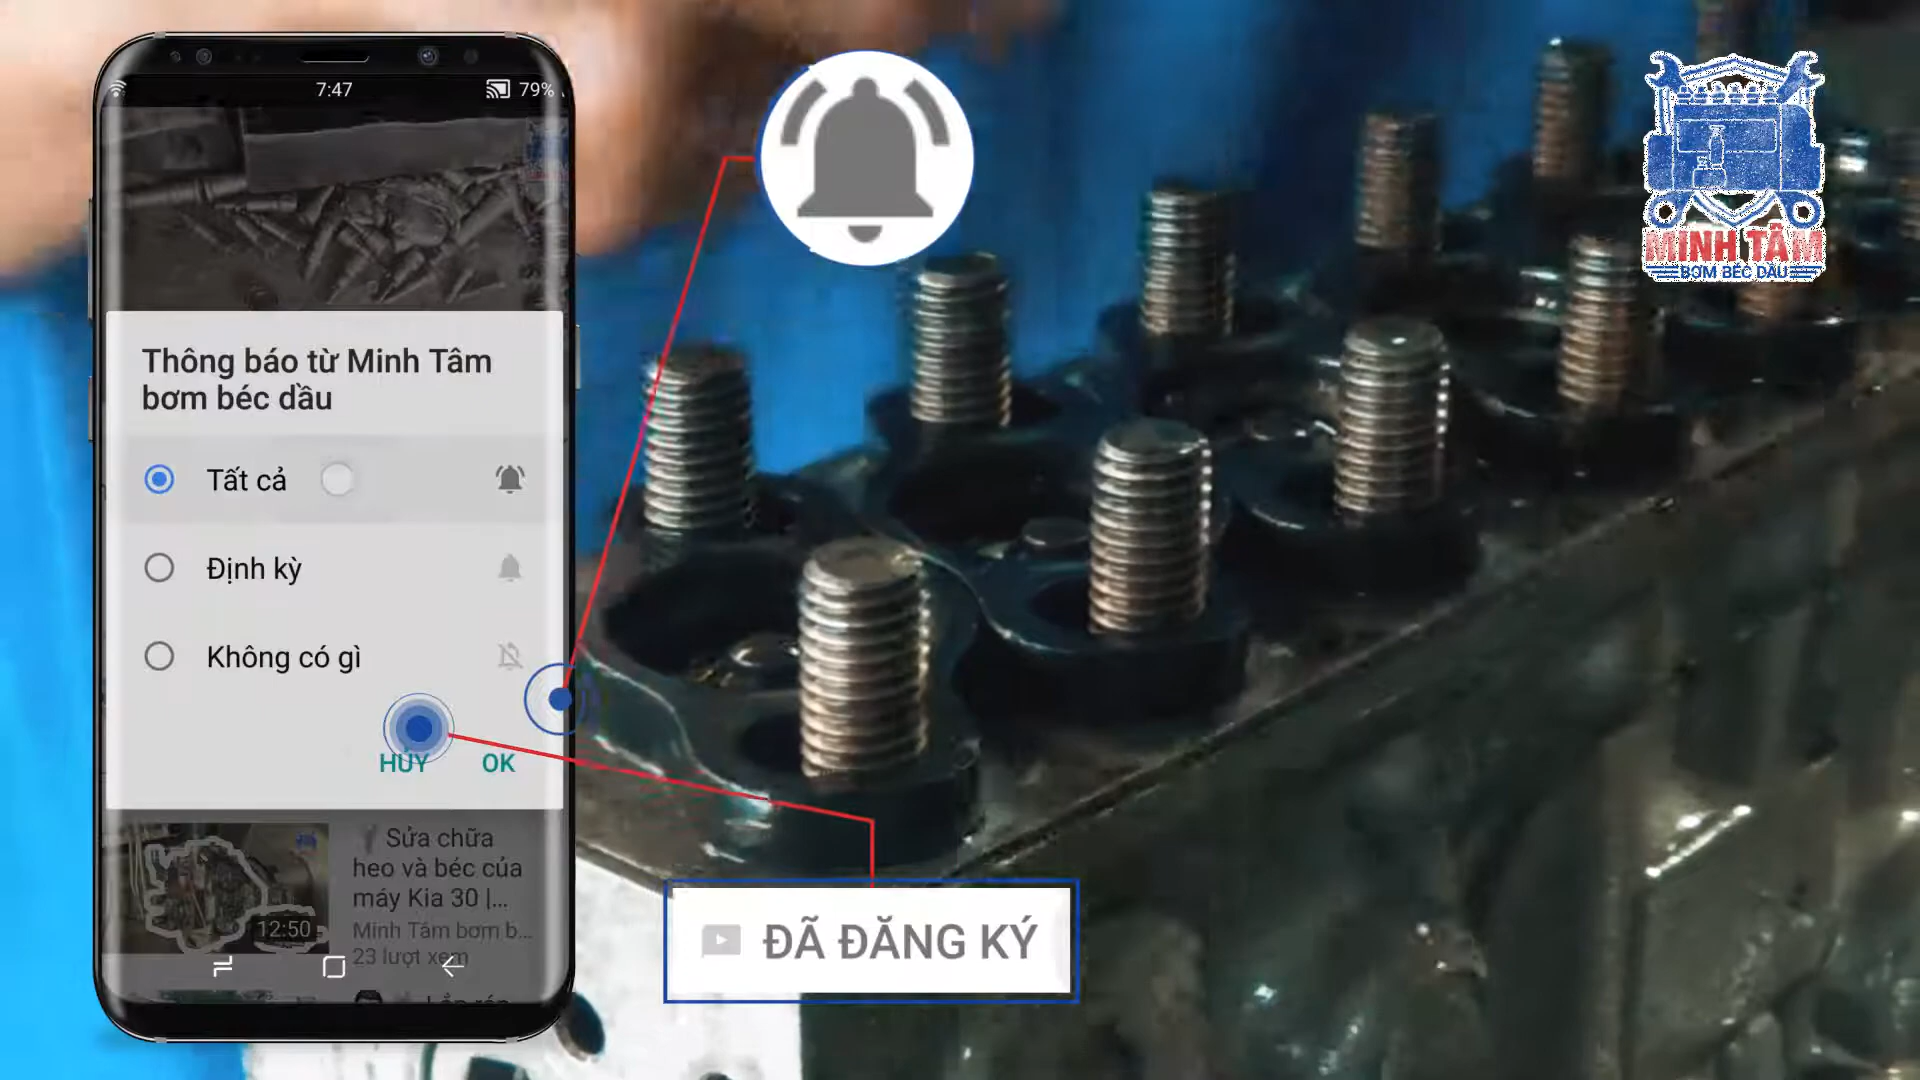 7:47
79%
Thông báo từ Minh Tâm
bơm béc dầu
Tất cả
Định kỳ
Không có gì
HỦY
OK
Sửa chữa
heo và béc của
máy Kia 30 |...
Minh Tâm bơm b...
23 lượt xem
12:50
ĐÃ ĐĂNG KÝ
MINH TÂM
BƠM BÉC DẦU